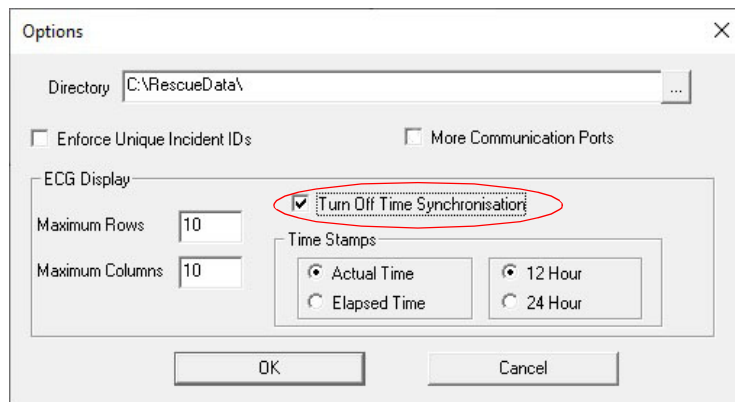 Options
Directory C:\RescueData\ ...
Enforce Unique Incident IDs More Communication Ports
ECG Display
Turn Off Time Synchronisation
Maximum Rows 10
Time Stamps
Maximum Columns 10
Actual Time 12 Hour
Elapsed Time 24 Hour
OK Cancel